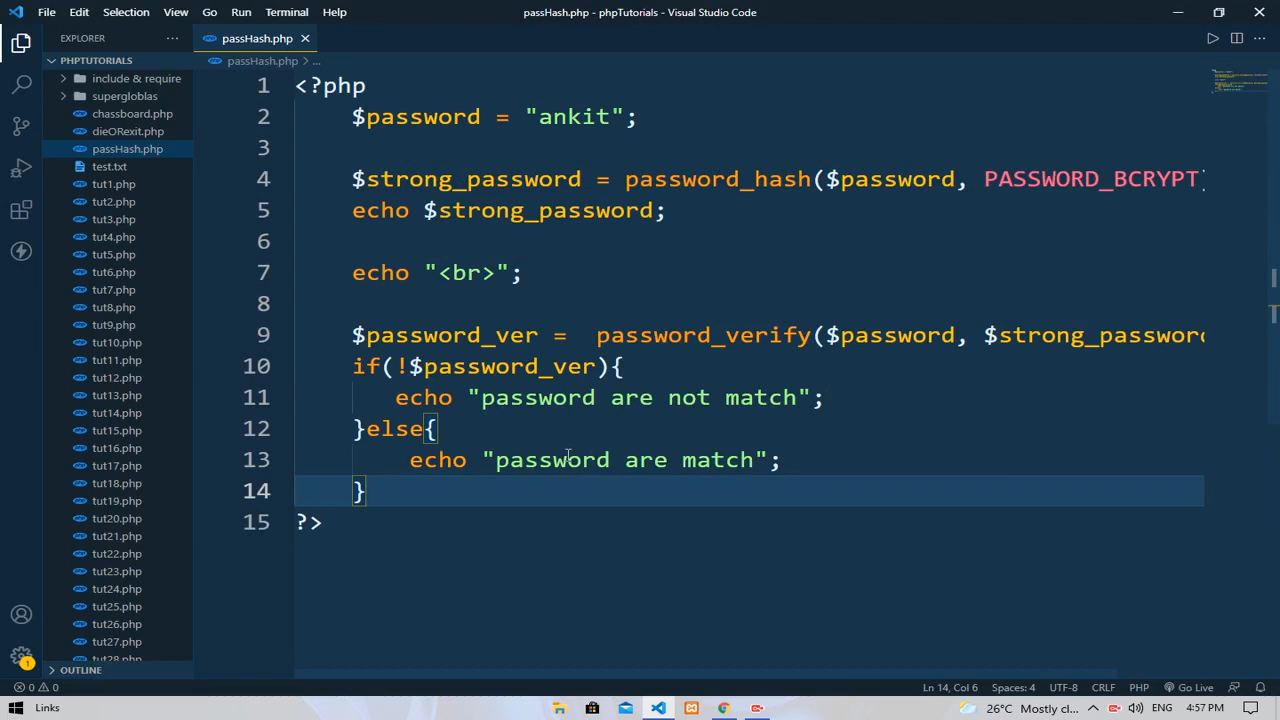 File Edit Selection View Go Run Terminal Help
passHash.php - phpTutorials - Visual Studio Code
EXPLORER
passHash.php
PHPTUTORIALS
passHash.php > ...
include & require
supergloblas
chassboard.php
dieORexit.php
passHash.php
test.txt
tut1.php
tut2.php
tut3.php
tut4.php
tut5.php
tut6.php
tut7.php
tut8.php
tut9.php
tut10.php
tut11.php
tut12.php
tut13.php
tut14.php
tut15.php
tut16.php
tut17.php
tut18.php
tut19.php
tut20.php
tut21.php
tut22.php
tut23.php
tut24.php
tut25.php
tut26.php
tut27.php
tut28.php
OUTLINE
1 <?php
2 $password = "ankit";
3
4 $strong_password = password_hash($password, PASSWORD_BCRYPT)
5 echo $strong_password;
6
7 echo "<br>";
8
9 $password_ver = password_verify($password, $strong_password
10 if(!$password_ver){
11 echo "password are not match";
12 }else{
13 echo "password are match";
14 }
15 ?>
0 0
Ln 14, Col 6 Spaces: 4 UTF-8 CRLF PHP Go Live
1
Links
26°C Mostly cl... ENG 4:57 PM